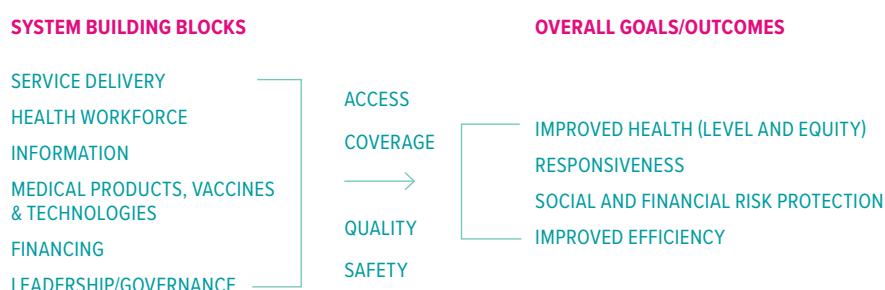 SYSTEM BUILDING BLOCKS
SERVICE DELIVERY
HEALTH WORKFORCE
INFORMATION
MEDICAL PRODUCTS, VACCINES
& TECHNOLOGIES
FINANCING
LEADERSHIP/GOVERNANCE
ACCESS
COVERAGE
QUALITY
SAFETY
OVERALL GOALS/OUTCOMES
IMPROVED HEALTH (LEVEL AND EQUITY)
RESPONSIVENESS
SOCIAL AND FINANCIAL RISK PROTECTION
IMPROVED EFFICIENCY